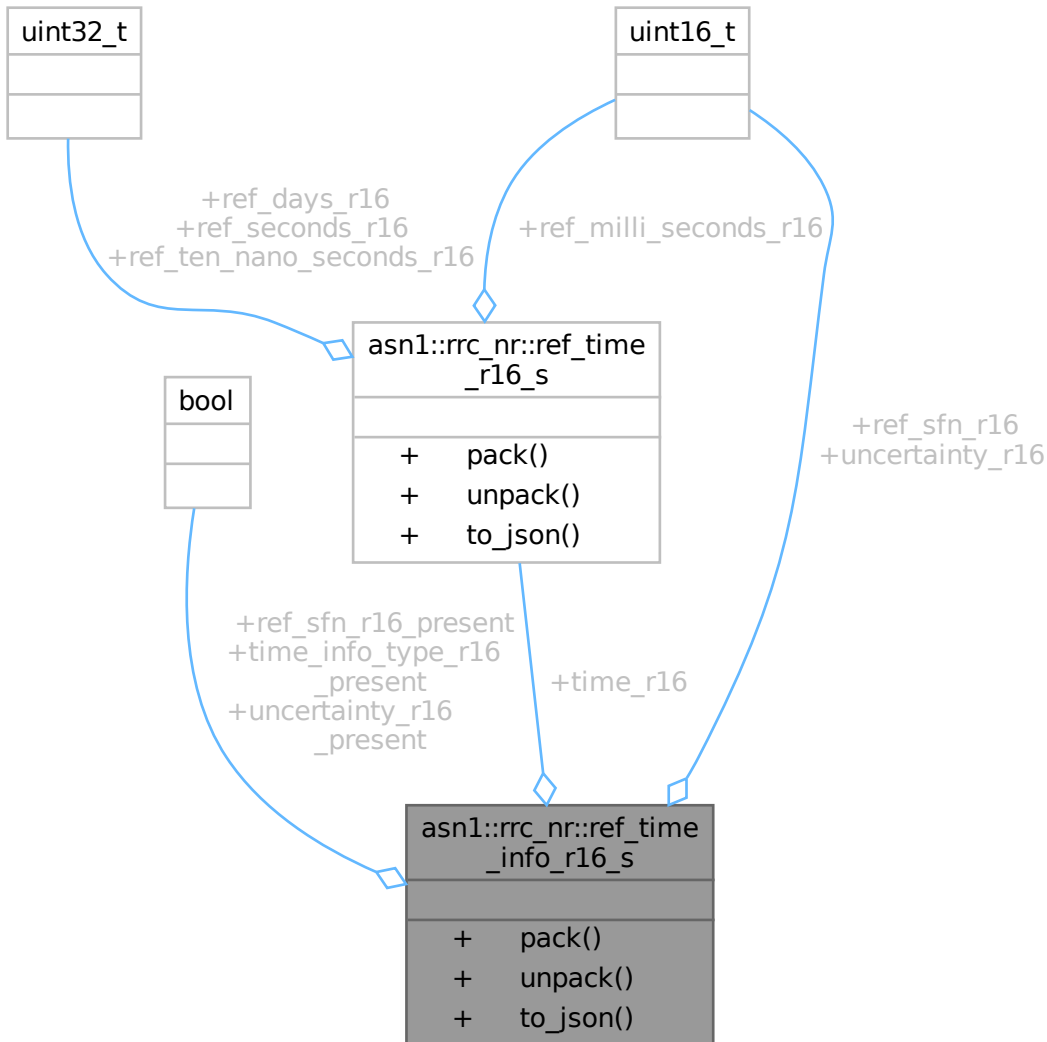 uint32_t
uint16_t
+ref_days_r16
+ref_seconds_r16
+ref_ten_nano_seconds_r16
+ref_milli_seconds_r16
asn1::rrc_nr::ref_time
_r16_s
+ pack()
+ unpack()
+ to_json()
bool
+ref_sfn_r16
+uncertainty_r16
+ref_sfn_r16_present
+time_info_type_r16
_present
+uncertainty_r16
_present
+time_r16
asn1::rrc_nr::ref_time
_info_r16_s
+ pack()
+ unpack()
+ to_json()